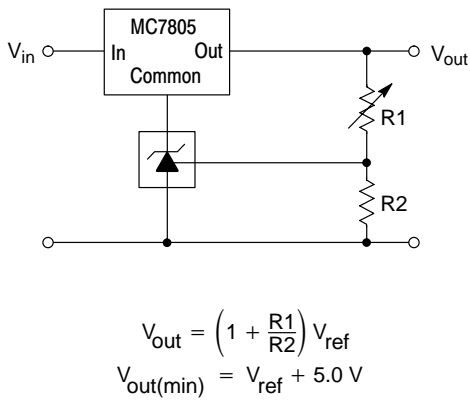 MC7805
V_in In Out V_out
Common
R1
R2
V_out = (1 + R1/R2) V_ref
V_out(min) = V_ref + 5.0 V